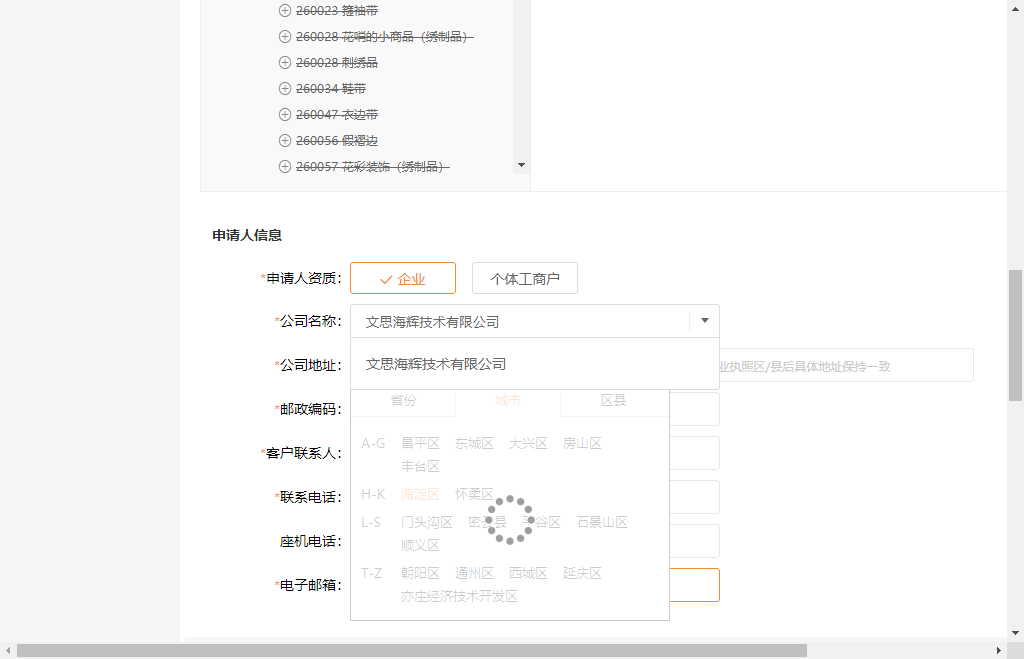 260023 箍袖带
260028 花哨的小商品（绣制品）
260028 刺绣品
260034 鞋带
260047 衣边带
260056 假褶边
260057 花彩装饰（绣制品）
申请人信息
*申请人资质： 企业 个体工商户
*公司名称： 文思海辉技术有限公司
文思海辉技术有限公司
*公司地址： 业执照区/县后具体地址保持一致
*邮政编码： 省份 城市 区县
A-G 昌平区 东城区 大兴区 房山区
丰台区
*客户联系人：
H-K 海淀区 怀柔区
*联系电话：
L-S 门头沟区 密云县 平谷区 石景山区
顺义区
座机电话：
T-Z 朝阳区 通州区 西城区 延庆区
*电子邮箱：
亦庄经济技术开发区